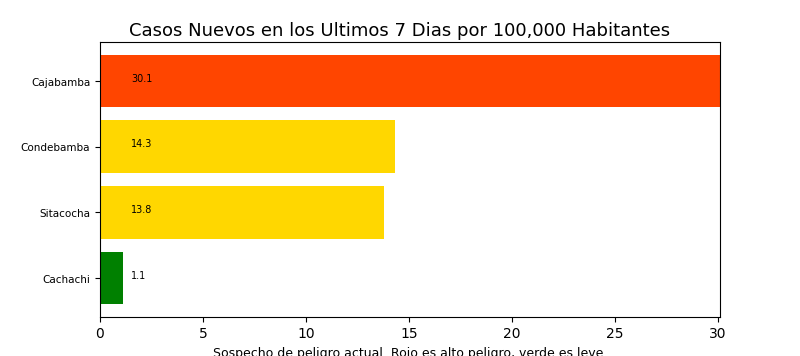 Casos Nuevos en los Ultimos 7 Dias por 100,000 Habitantes
Cajabamba 30.1
Condebamba 14.3
Sitacocha 13.8
Cachachi 1.1
0 5 10 15 20 25 30
Sospecho de peligro actual. Rojo es alto peligro, verde es leve